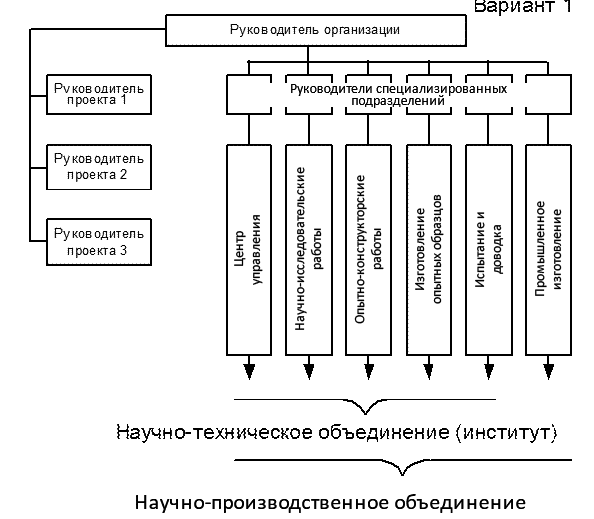 Вариант 1
Руководитель организации
Руководитель
проекта 1
Руководители специализированных
подразделений
Руководитель
проекта 2
Руководитель
проекта 3
Центр
управления
Научно-исследовательские
работы
Опытно-конструкторские
работы
Изготовление
опытных образцов
Испытание и
доводка
Промышленное
изготовление
Научно-техническое объединение (институт)
Научно-производственное объединение